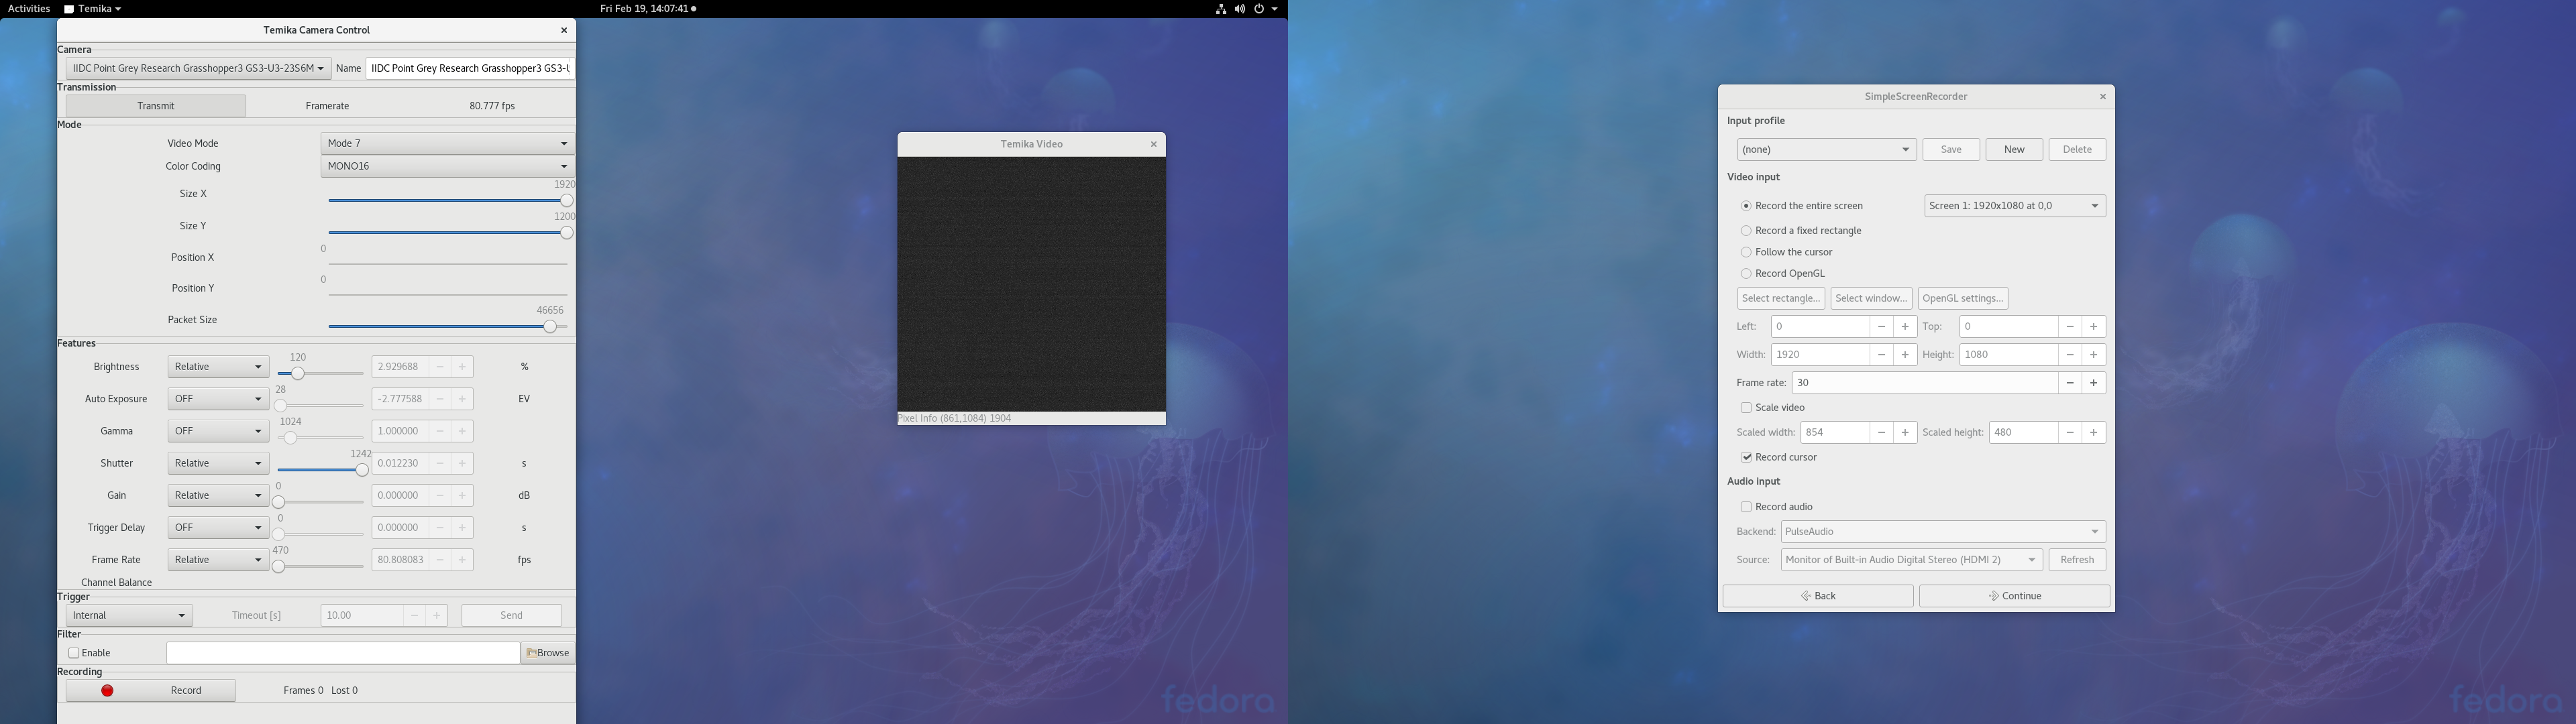 Activities Temika Fri Feb 19, 14:07:41
Temika Camera Control
Camera
IIDC Point Grey Research Grasshopper3 GS3-U3-23S6M Name IIDC Point Grey Research Grasshopper3 GS3-U
Transmission
Transmit Framerate 80.777 fps
Mode
Video Mode Mode 7
Color Coding MONO16
1920
Size X
1200
Size Y
0
Position X
0
Position Y
46656
Packet Size
Features
120
Brightness Relative 2.929688 %
28
Auto Exposure OFF -2.777588 EV
1024
Gamma OFF 1.000000
1242
Shutter Relative 0.012230 s
0
Gain Relative 0.000000 dB
0
Trigger Delay OFF 0.000000 s
470
Frame Rate Relative 80.808083 fps
Channel Balance
Trigger
Internal Timeout [s] 10.00 Send
Filter
Enable Browse
Recording
Record Frames 0 Lost 0
Temika Video
Pixel Info (861,1084) 1904
fedora
SimpleScreenRecorder
Input profile
(none) Save New Delete
Video input
Record the entire screen Screen 1: 1920x1080 at 0,0
Record a fixed rectangle
Follow the cursor
Record OpenGL
Select rectangle... Select window... OpenGL settings...
Left: 0 Top: 0
Width: 1920 Height: 1080
Frame rate: 30
Scale video
Scaled width: 854 Scaled height: 480
Record cursor
Audio input
Record audio
Backend: PulseAudio
Source: Monitor of Built-in Audio Digital Stereo (HDMI 2) Refresh
Back Continue
fedora